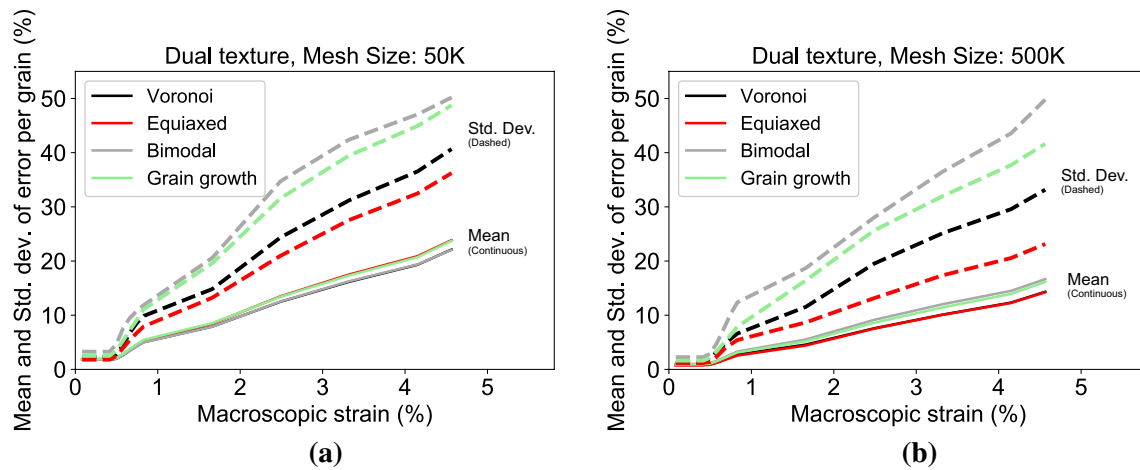 Dual texture, Mesh Size: 50K
Mean and Std. dev. of error per grain (%)
50
40
30
20
10
0
Voronoi
Equiaxed
Bimodal
Grain growth
Std. Dev.
(Dashed)
Mean
(Continuous)
0 1 2 3 4 5
Macroscopic strain (%)
(a)
Dual texture, Mesh Size: 500K
Mean and Std. dev. of error per grain (%)
50
40
30
20
10
0
Voronoi
Equiaxed
Bimodal
Grain growth
Std. Dev.
(Dashed)
Mean
(Continuous)
0 1 2 3 4 5
Macroscopic strain (%)
(b)